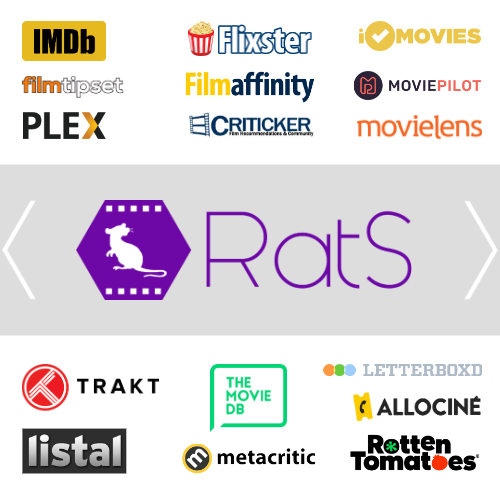 IMDb
Flixster
iCMOVIES
filmtipset
Filmaffinity
MOVIEPILOT
PLEX
CRITICKER
Film Recommendations & Community
movielens
RatS
TRAKT
THE
MOVIE
DB
LETTERBOXD
ALLOCINÉ
listal
metacritic
Rotten
Tomatoes